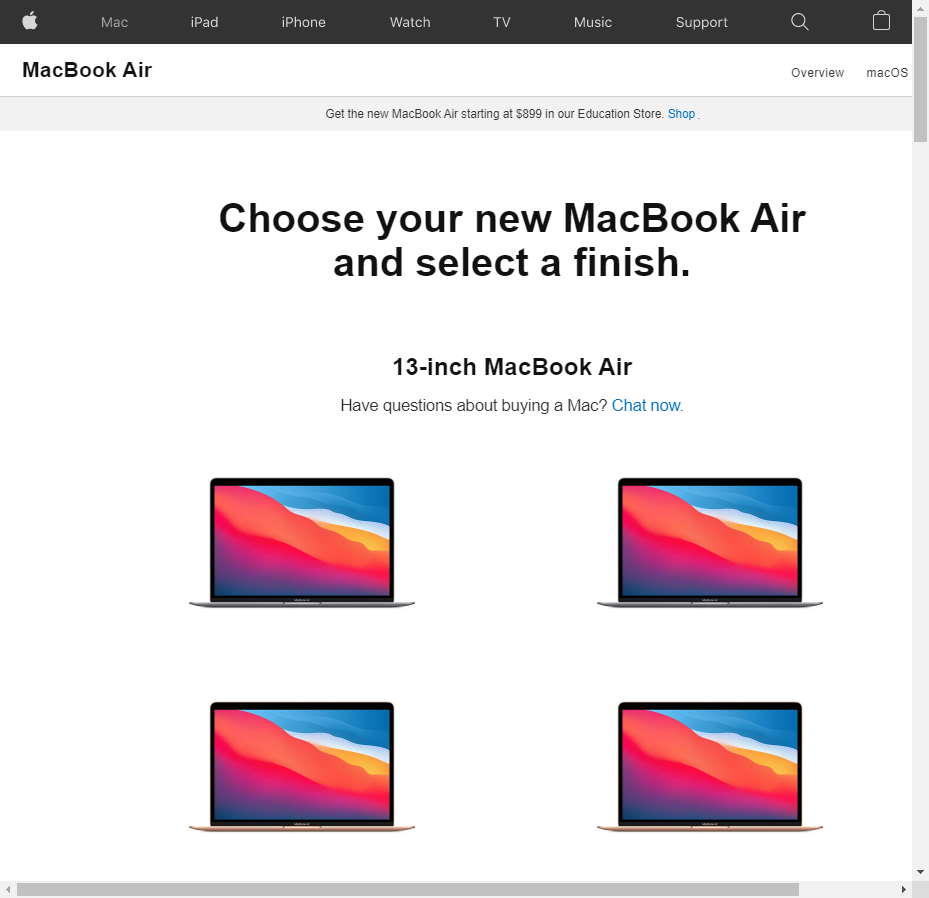 Mac iPad iPhone Watch TV Music Support
MacBook Air
Overview macOS
Get the new MacBook Air starting at $899 in our Education Store. Shop
Choose your new MacBook Air
and select a finish.
13-inch MacBook Air
Have questions about buying a Mac? Chat now.